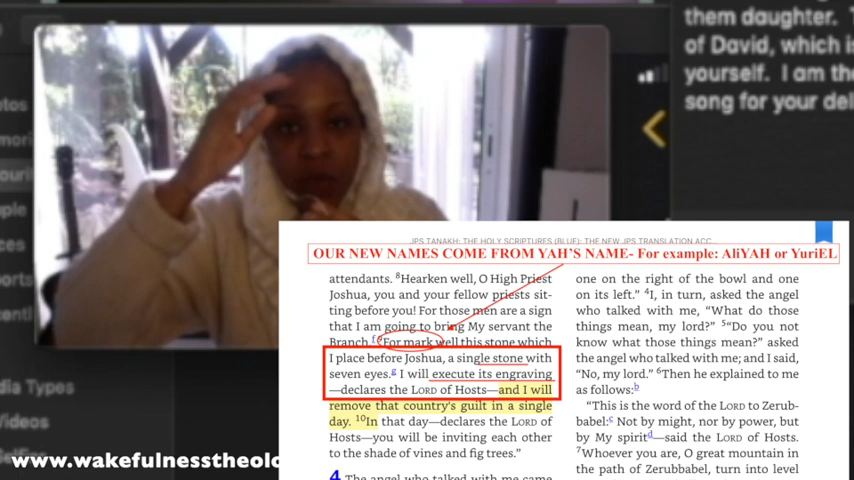 them daughter.
of David, which is
yourself. I am the
song for your del
JPS TANAKH: THE HOLY SCRIPTURES (BLUE): THE NEW JPS TRANSLATION ACC...
OUR NEW NAMES COME FROM YAH'S NAME- For example: AliYAH or YuriEL
attendants. 8Hearken well, O High Priest
Joshua, you and your fellow priests sit-
ting before you! For those men are a sign
that I am going to bring My servant the
Branch.f 9For mark well this stone which
I place before Joshua, a single stone with
seven eyes.g I will execute its engraving
—declares the LORD of Hosts—and I will
remove that country's guilt in a single
day. 10In that day—declares the LORD of
Hosts—you will be inviting each other
to the shade of vines and fig trees."
4 The angel who talked with me came
one on the right of the bowl and one
on its left." 4I, in turn, asked the angel
who talked with me, "What do those
things mean, my lord?" 5"Do you not
know what those things mean?" asked
the angel who talked with me; and I said,
"No, my lord." 6Then he explained to me
as follows:b
"This is the word of the LORD to Zerub-
babel:c Not by might, nor by power, but
by My spiritd—said the LORD of Hosts.
7Whoever you are, O great mountain in
the path of Zerubbabel, turn into level
dia Types
Videos
Selfies
www.wakefulnesstheolo